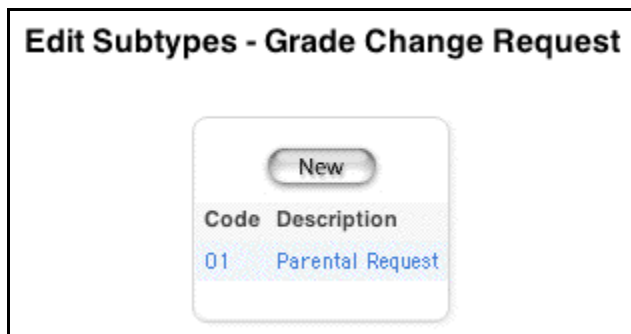 Edit Subtypes - Grade Change Request
New
Code Description
01 Parental Request